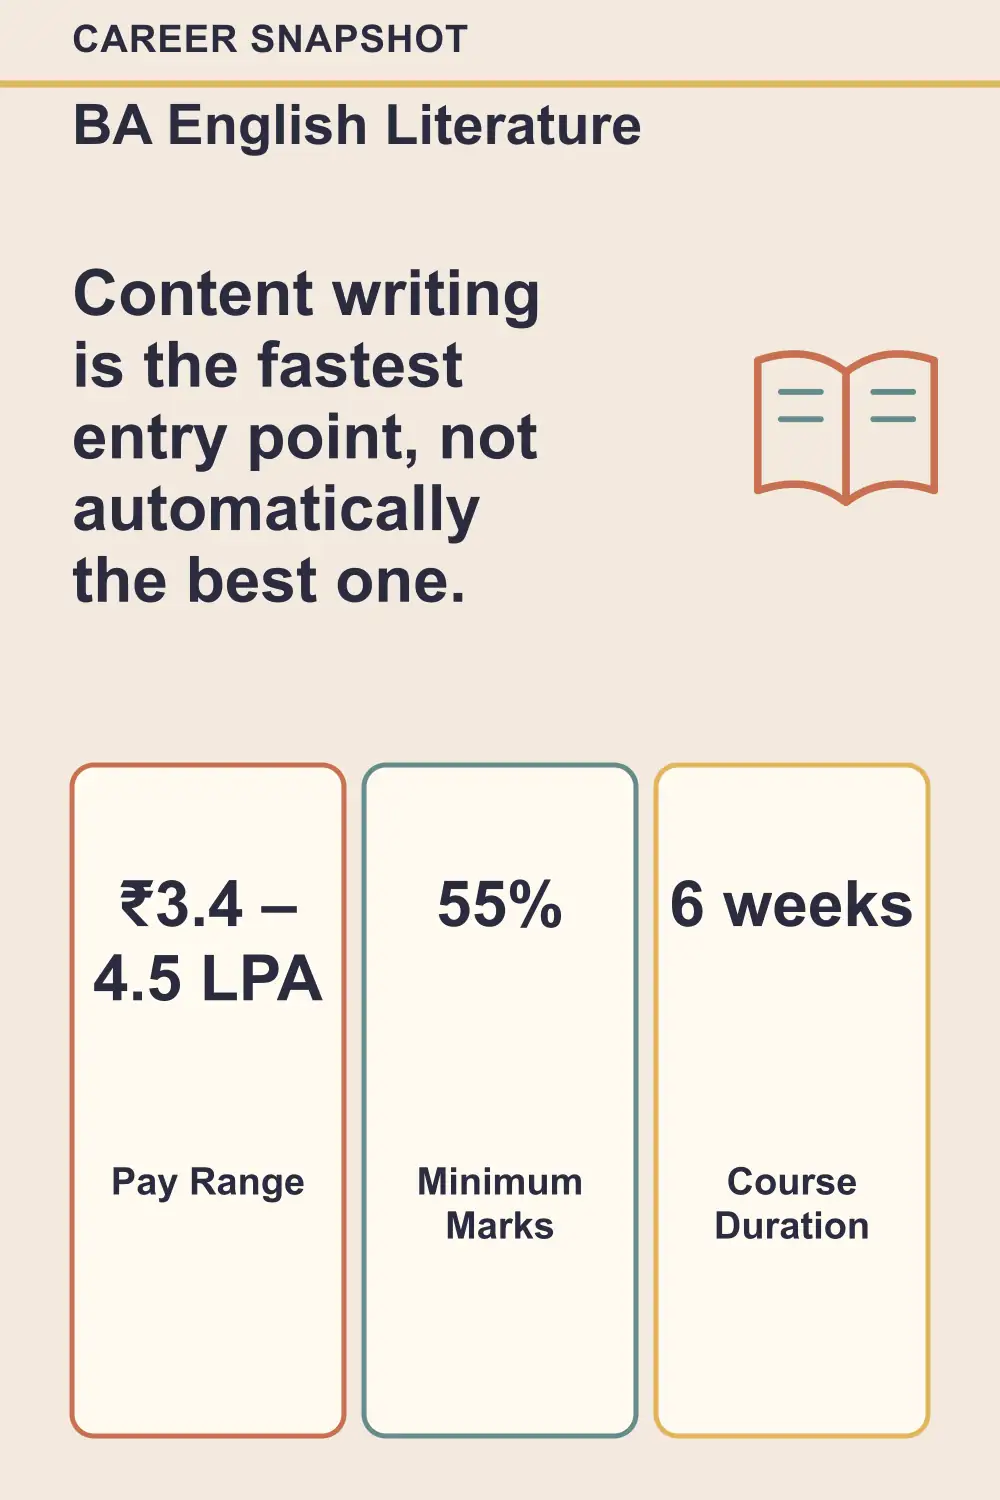 CAREER SNAPSHOT
BA English Literature
Content writing
is the fastest
entry point, not
automatically
the best one.
₹3.4 –
4.5 LPA
Pay Range
55%
Minimum
Marks
6 weeks
Course
Duration